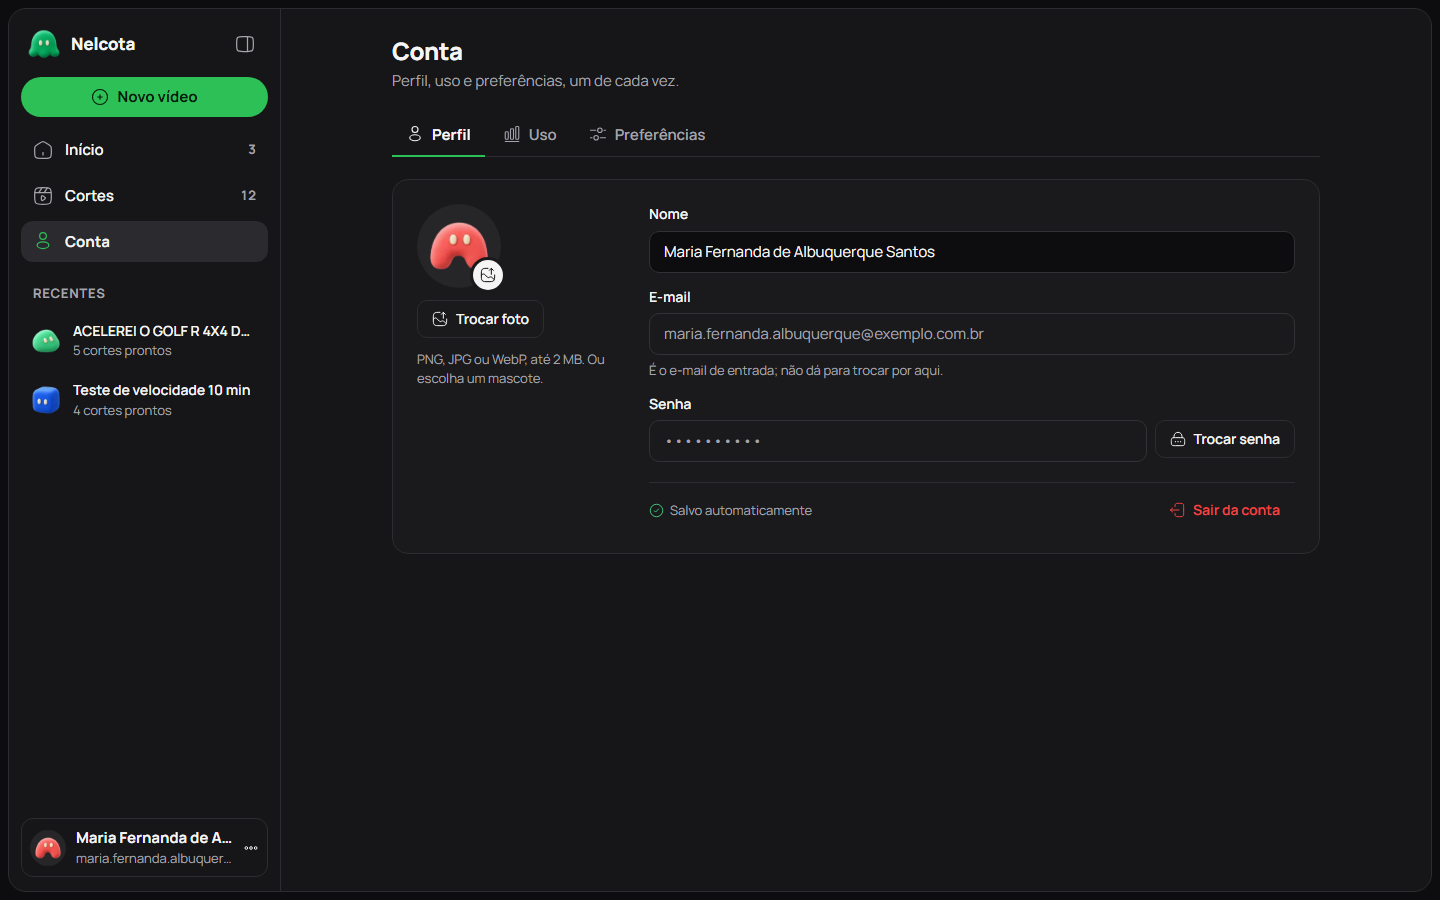 Nelcota
Novo vídeo
Início 3
Cortes 12
Conta
RECENTES
ACELEREI O GOLF R 4X4 D...
5 cortes prontos
Teste de velocidade 10 min
4 cortes prontos
Maria Fernanda de A...
maria.fernanda.albuquer...
Conta
Perfil, uso e preferências, um de cada vez.
Perfil Uso Preferências
Trocar foto
PNG, JPG ou WebP, até 2 MB. Ou
escolha um mascote.
Nome
Maria Fernanda de Albuquerque Santos
E-mail
maria.fernanda.albuquerque@exemplo.com.br
É o e-mail de entrada; não dá para trocar por aqui.
Senha
••••••••••
Trocar senha
Salvo automaticamente
Sair da conta